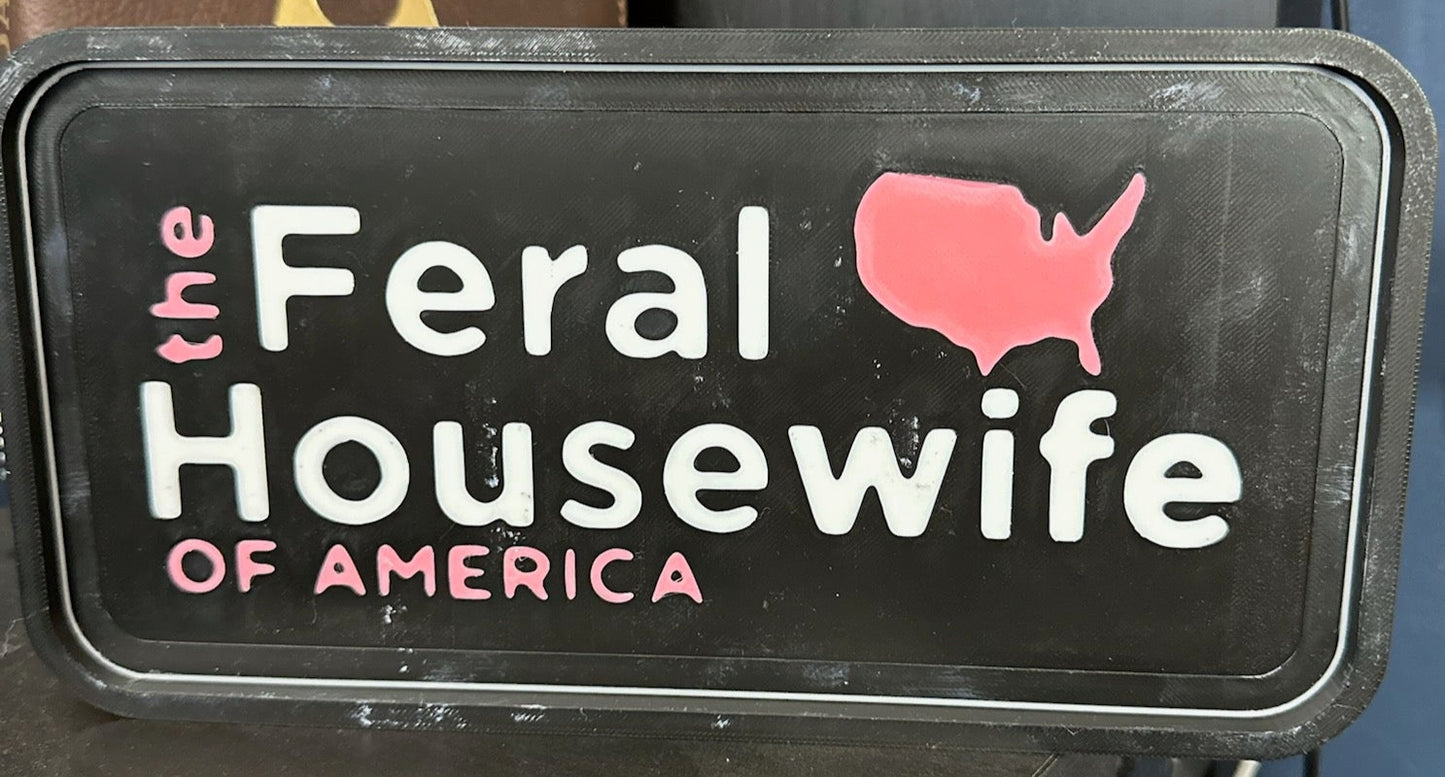 the
Feral
Housewife
OF AMERICA